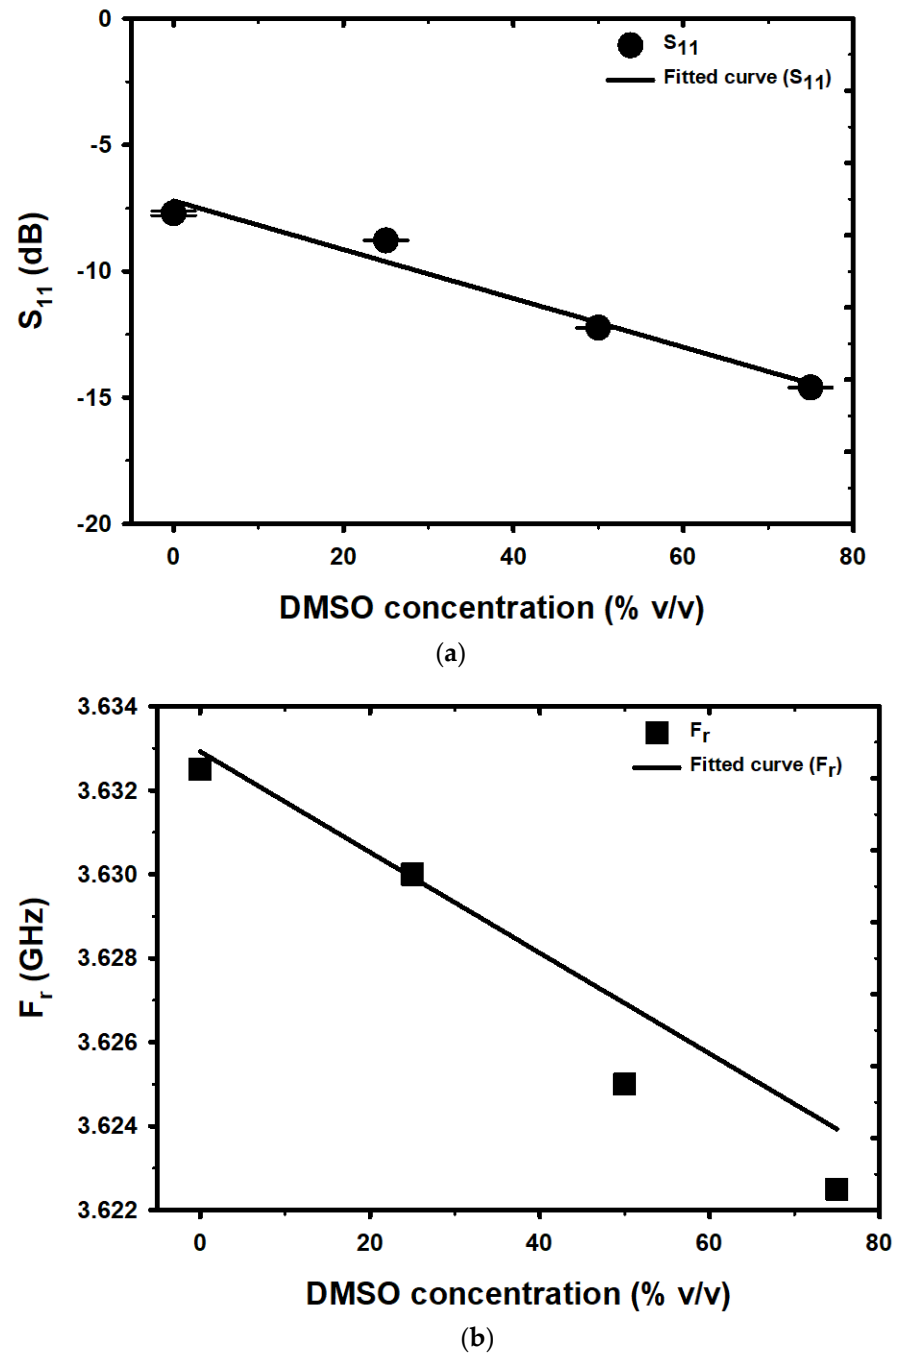 0
-5
-10
-15
-20
S11 (dB)
S11
Fitted curve (S11)
0 20 40 60 80
DMSO concentration (% v/v)
(a)
3.634
3.632
3.630
3.628
3.626
3.624
3.622
Fr (GHz)
Fr
Fitted curve (Fr)
0 20 40 60 80
DMSO concentration (% v/v)
(b)